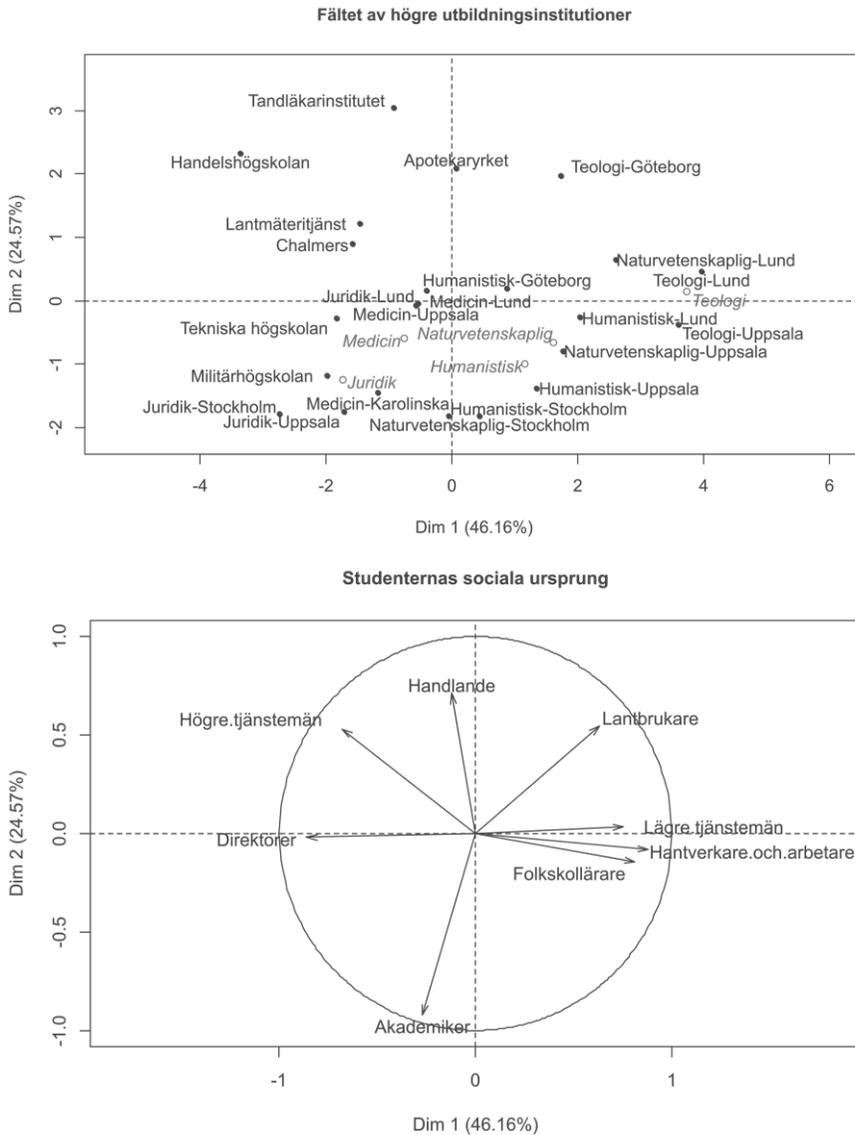 Fältet av högre utbildningsinstitutioner
Dim 2 (24.57%)
3
2
1
0
-1
-2
Tandläkarinstitutet
Handelshögskolan
Apotekaryrket
Teologi-Göteborg
Lantmäteritjänst
Chalmers
Naturvetenskaplig-Lund
Humanistisk-Göteborg
Teologi-Lund
Juridik-Lund
Medicin-Lund
Teologi
Medicin-Uppsala
Humanistisk-Lund
Tekniska högskolan
Naturvetenskaplig
Teologi-Uppsala
Medicin
Naturvetenskaplig-Uppsala
Humanistisk
Militärhögskolan
Juridik
Humanistisk-Uppsala
Juridik-Stockholm
Medicin-Karolinska
Humanistisk-Stockholm
Juridik-Uppsala
Naturvetenskaplig-Stockholm
-4 -2 0 2 4 6
Dim 1 (46.16%)
Studenternas sociala ursprung
Dim 2 (24.57%)
1.0
0.5
0.0
-0.5
-1.0
Handlande
Högre.tjänstemän
Lantbrukare
Lägre.tjänstemän
Direktörer
Hantverkare.och.arbetare
Folkskollärare
Akademiker
-1 0 1
Dim 1 (46.16%)